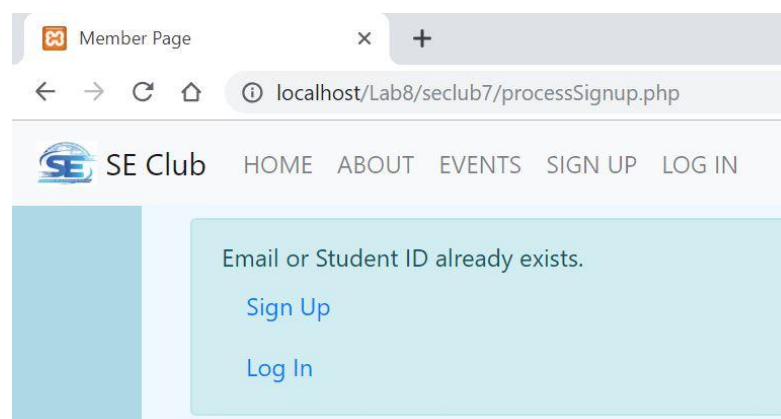 Member Page
localhost/Lab8/seclub7/processSignup.php
SE SE Club HOME ABOUT EVENTS SIGN UP LOG IN
Email or Student ID already exists.
Sign Up
Log In